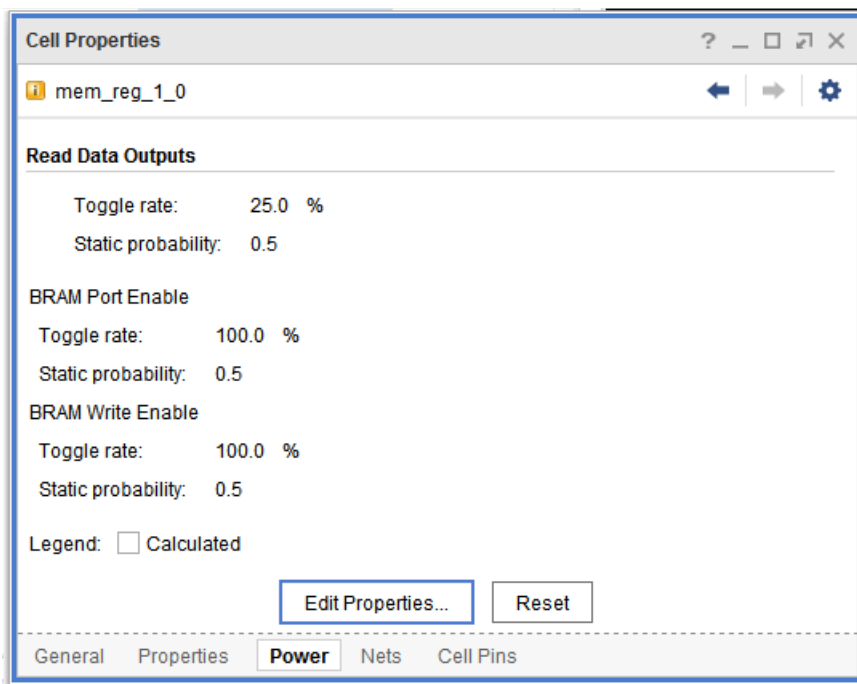 Cell Properties
mem_reg_1_0
Read Data Outputs
Toggle rate: 25.0 %
Static probability: 0.5
BRAM Port Enable
Toggle rate: 100.0 %
Static probability: 0.5
BRAM Write Enable
Toggle rate: 100.0 %
Static probability: 0.5
Legend: Calculated
Edit Properties... Reset
General Properties Power Nets Cell Pins